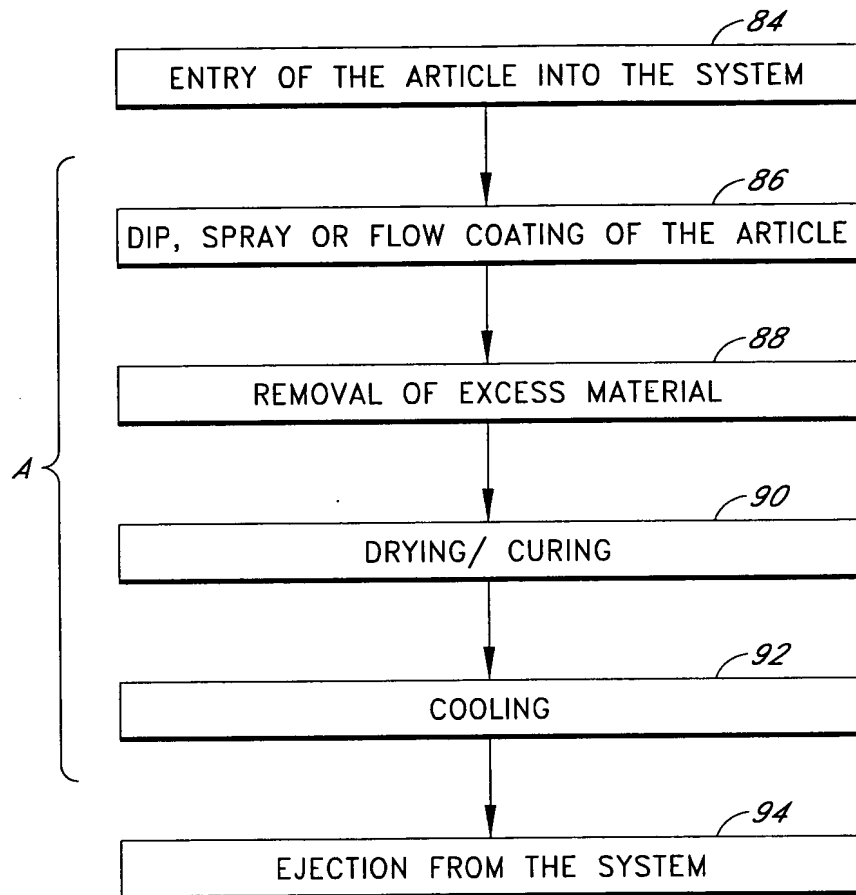 84
ENTRY OF THE ARTICLE INTO THE SYSTEM
86
DIP, SPRAY OR FLOW COATING OF THE ARTICLE
88
REMOVAL OF EXCESS MATERIAL
A
90
DRYING/ CURING
92
COOLING
94
EJECTION FROM THE SYSTEM